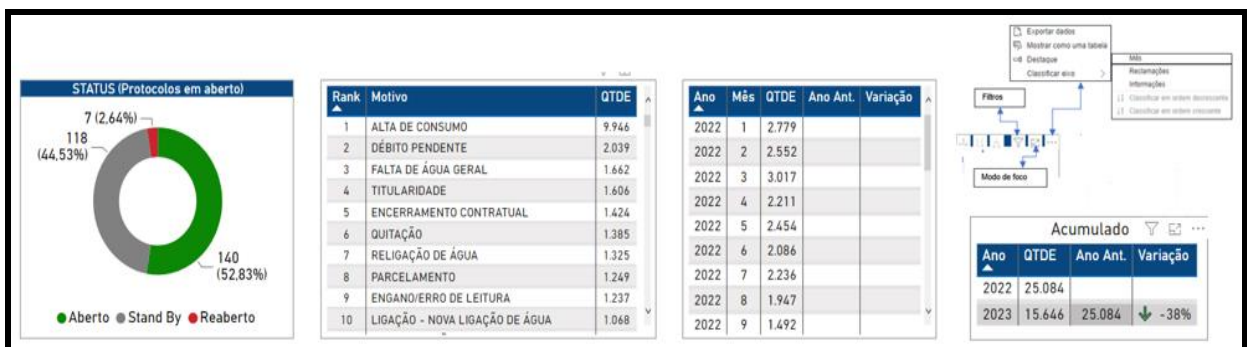 STATUS (Protocolos em aberto)
7 (2,64%)
118
(44,53%)
140
(52,83%)
Aberto Stand By Reaberto
Rank Motivo QTDE
1 ALTA DE CONSUMO 9.946
2 DÉBITO PENDENTE 2.039
3 FALTA DE ÁGUA GERAL 1.662
4 TITULARIDADE 1.606
5 ENCERRAMENTO CONTRATUAL 1.424
6 QUITAÇÃO 1.385
7 RELIGAÇÃO DE ÁGUA 1.325
8 PARCELAMENTO 1.249
9 ENGANO/ERRO DE LEITURA 1.237
10 LIGAÇÃO - NOVA LIGAÇÃO DE ÁGUA 1.068
Ano Mês QTDE Ano Ant. Variação
2022 1 2.779
2022 2 2.552
2022 3 3.017
2022 4 2.211
2022 5 2.454
2022 6 2.086
2022 7 2.236
2022 8 1.947
2022 9 1.492
Exportar dados
Mostrar como uma tabela
Destaque
Classificar eixo
Mês
Reclamações
Informações
Classificar em ordem decrescente
Classificar em ordem crescente
Filtros
Modo de foco
Acumulado
Ano QTDE Ano Ant. Variação
2022 25.084
2023 15.646 25.084 -38%